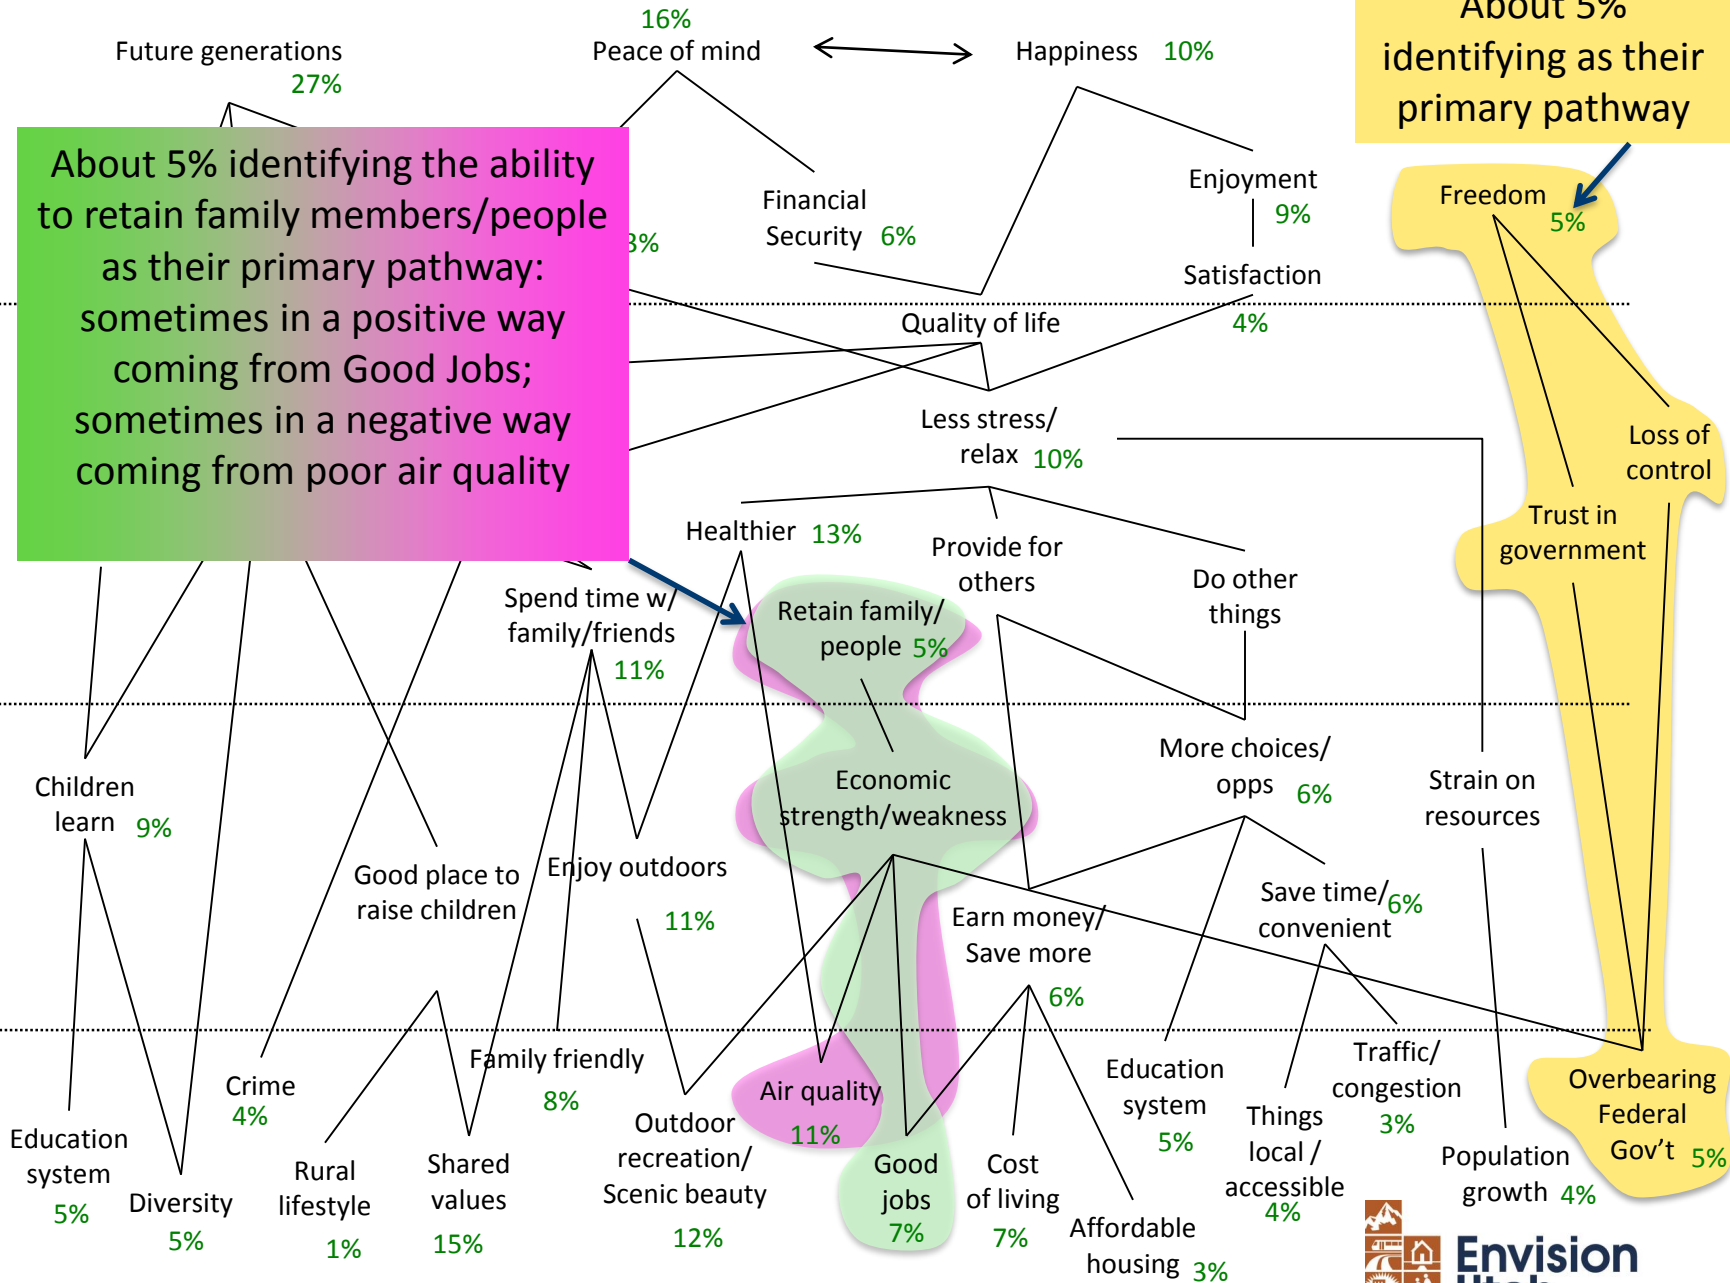 16%
Future generations
27%
Peace of mind
Happiness 10%
About 5%
identifying as their
primary pathway
About 5% identifying the ability
to retain family members/people
as their primary pathway:
sometimes in a positive way
coming from Good Jobs;
sometimes in a negative way
coming from poor air quality
3%
Financial
Security 6%
Enjoyment
9%
Satisfaction
4%
Freedom
5%
Quality of life
Less stress/
relax 10%
Loss of
control
Trust in
government
Healthier 13%
Provide for
others
Do other
things
Spend time w/
family/friends
11%
Retain family/
people 5%
Children
learn 9%
Good place to
raise children
Enjoy outdoors
11%
Economic
strength/weakness
More choices/
opps 6%
Strain on
resources
Earn money/
Save more
6%
Save time/
convenient
6%
Education
system
5%
Diversity
5%
Crime
4%
Rural
lifestyle
1%
Shared
values
15%
Family friendly
8%
Outdoor
recreation/
Scenic beauty
12%
Air quality
11%
Good
jobs
7%
Cost
of living
7%
Affordable
housing 3%
Education
system
5%
Things
local /
accessible
4%
Traffic/
congestion
3%
Population
growth 4%
Overbearing
Federal
Gov't 5%
Envision
Utah